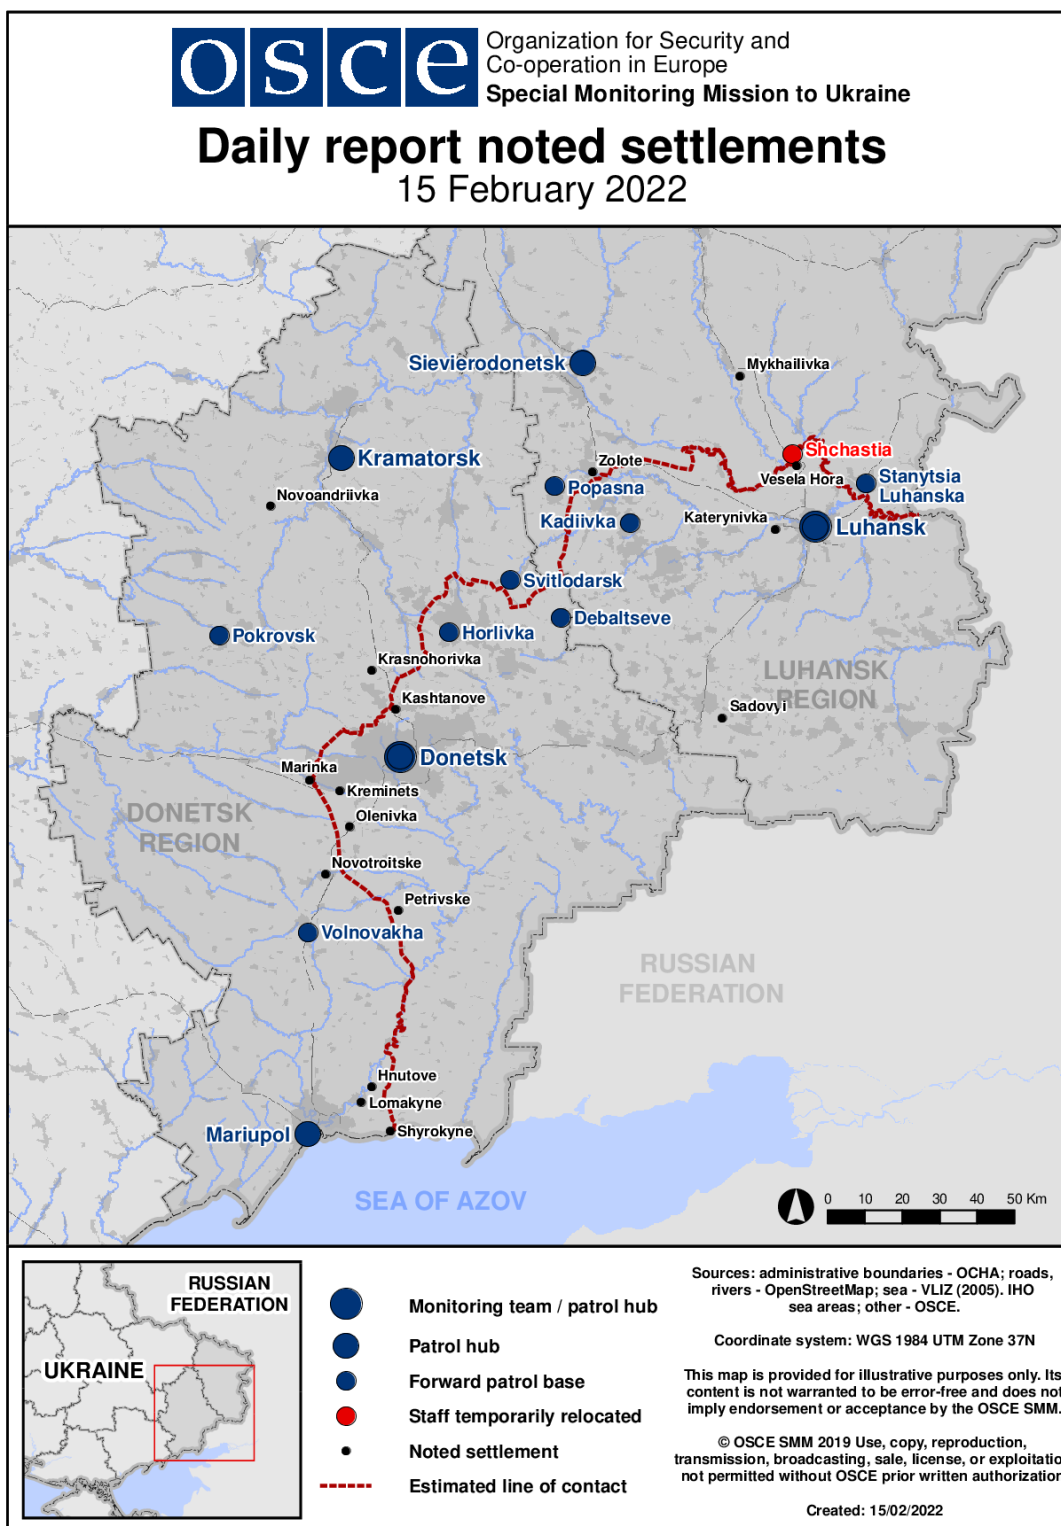 osce
Organization for Security and
Co-operation in Europe
Special Monitoring Mission to Ukraine
Daily report noted settlements
15 February 2022
Sievierodonetsk
Mykhailivka
Shchastia
Kramatorsk
Zolote
Vesela Hora
Stanytsia
Luhanska
Novoandriivka
Popasna
Kadiivka
Katerynivka
Luhansk
Svitlodarsk
Debaltseve
Pokrovsk
Horlivka
Krasnohorivka
LUHANSK
REGION
Kashtanove
Sadovyi
Donetsk
Marinka
Kreminets
DONETSK
REGION
Olenivka
Novotroitske
Petrivske
Volnovakha
RUSSIAN
FEDERATION
Hnutove
Lomakyne
Mariupol
Shyrokyne
SEA OF AZOV
0 10 20 30 40 50 Km
RUSSIAN
FEDERATION
UKRAINE
Monitoring team / patrol hub
Patrol hub
Forward patrol base
Staff temporarily relocated
Noted settlement
Estimated line of contact
Sources: administrative boundaries - OCHA; roads,
rivers - OpenStreetMap; sea - VLIZ (2005). IHO
sea areas; other - OSCE.
Coordinate system: WGS 1984 UTM Zone 37N
This map is provided for illustrative purposes only. Its
content is not warranted to be error-free and does not
imply endorsement or acceptance by the OSCE SMM.
© OSCE SMM 2019 Use, copy, reproduction,
transmission, broadcasting, sale, license, or exploitatio
not permitted without OSCE prior written authorization
Created: 15/02/2022